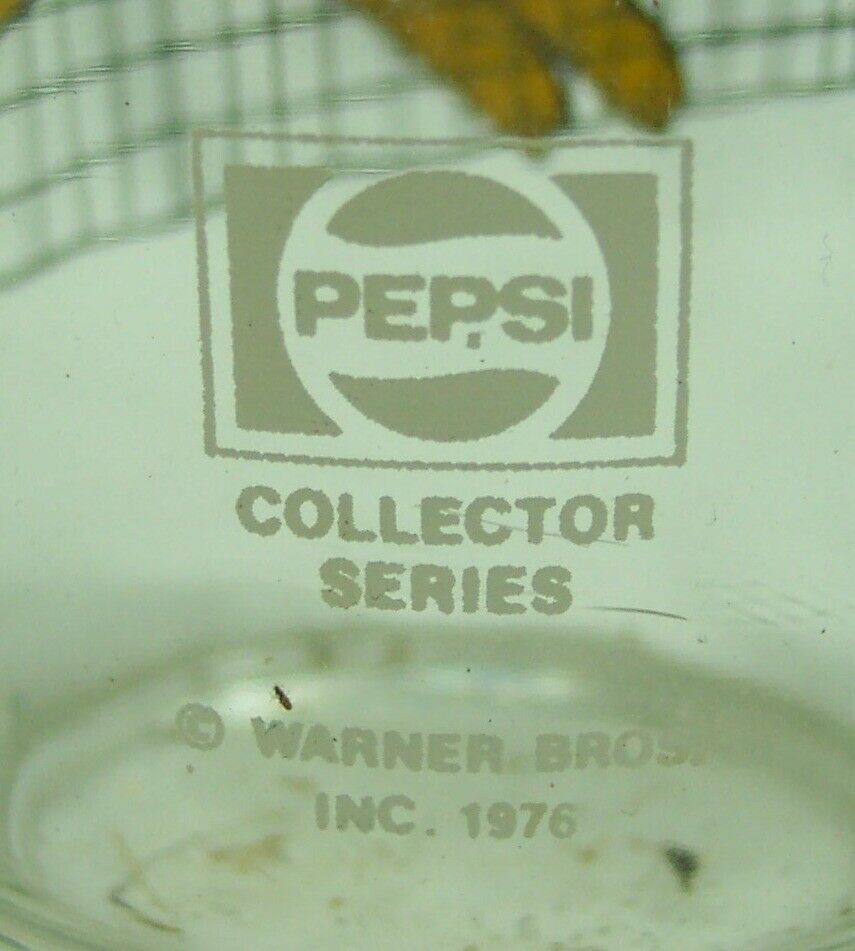 PEPSI
COLLECTOR
SERIES
© WARNER BROS.
INC. 1976